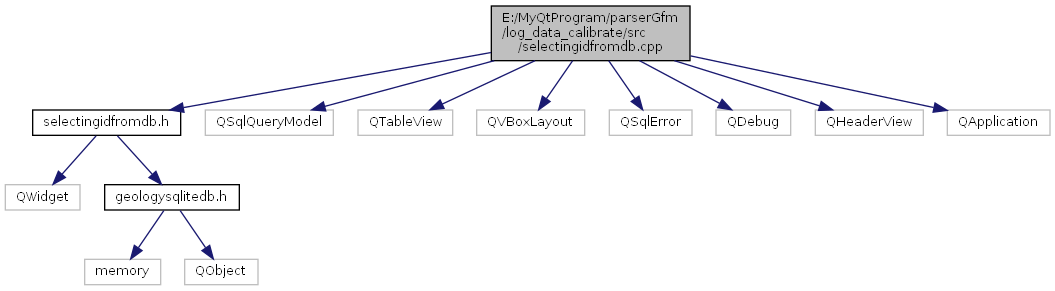 E:/MyQtProgram/parserGfm
/log_data_calibrate/src
/selectingidfromdb.cpp
selectingidfromdb.h
QSqlQueryModel
QTableView
QVBoxLayout
QSqlError
QDebug
QHeaderView
QApplication
QWidget
geologysqlitedb.h
memory
QObject